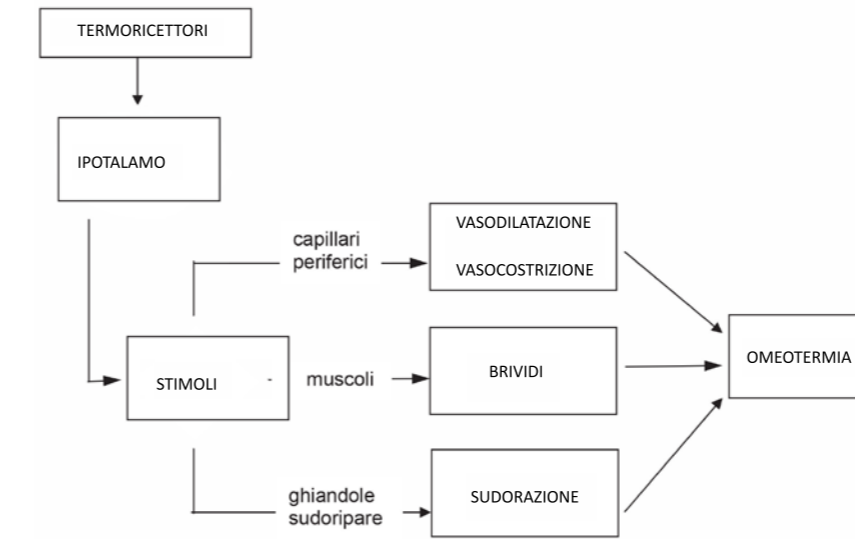 TERMORICETTORI
IPOTALAMO
capillari
periferici
VASODILATAZIONE
VASOCOSTRIZIONE
STIMOLI -
muscoli
BRIVIDI
OMEOTERMIA
ghiandole
sudoripare
SUDORAZIONE